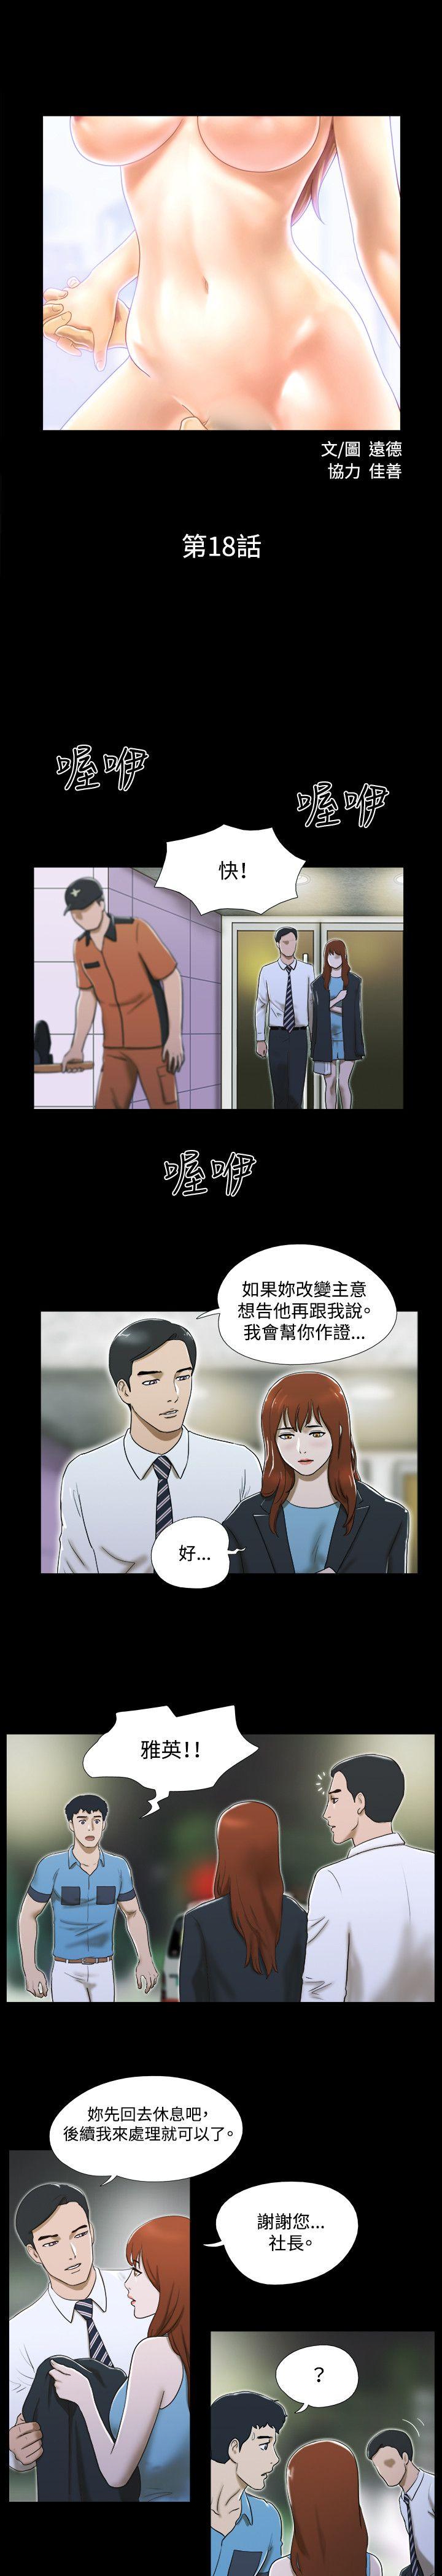 文/圖 遠德
協力 佳善
第18話
喔咿
喔咿
快!
喔咿
如果妳改變主意
想告他再跟我說。
我會幫你作證...
好...
雅英!!
妳先回去休息吧,
後續我來處理就可以了。
謝謝您...
社長。
?